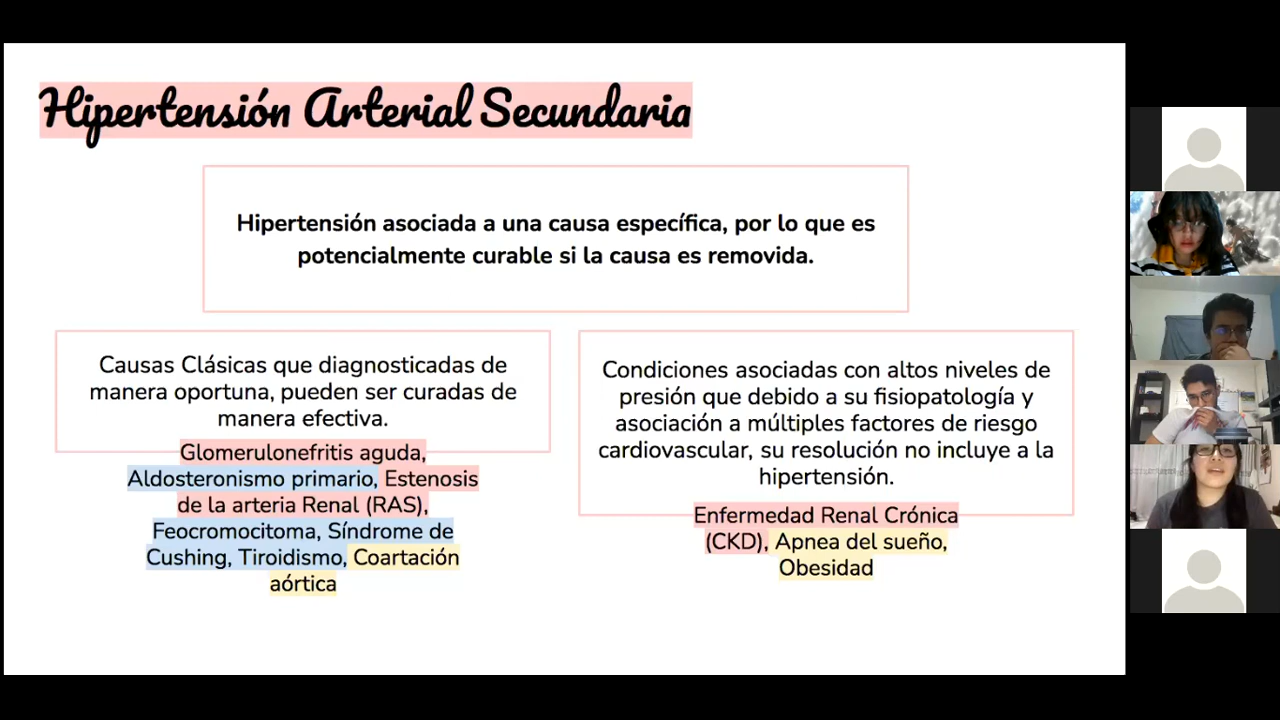 Hipertensión Arterial Secundaria
Hipertensión asociada a una causa específica, por lo que es
potencialmente curable si la causa es removida.
Causas Clásicas que diagnosticadas de
manera oportuna, pueden ser curadas de
manera efectiva.
Glomerulonefritis aguda,
Aldosteronismo primario, Estenosis
de la arteria Renal (RAS),
Feocromocitoma, Síndrome de
Cushing, Tiroidismo, Coartación
aórtica
Condiciones asociadas con altos niveles de
presión que debido a su fisiopatología y
asociación a múltiples factores de riesgo
cardiovascular, su resolución no incluye a la
hipertensión.
Enfermedad Renal Crónica
(CKD), Apnea del sueño,
Obesidad